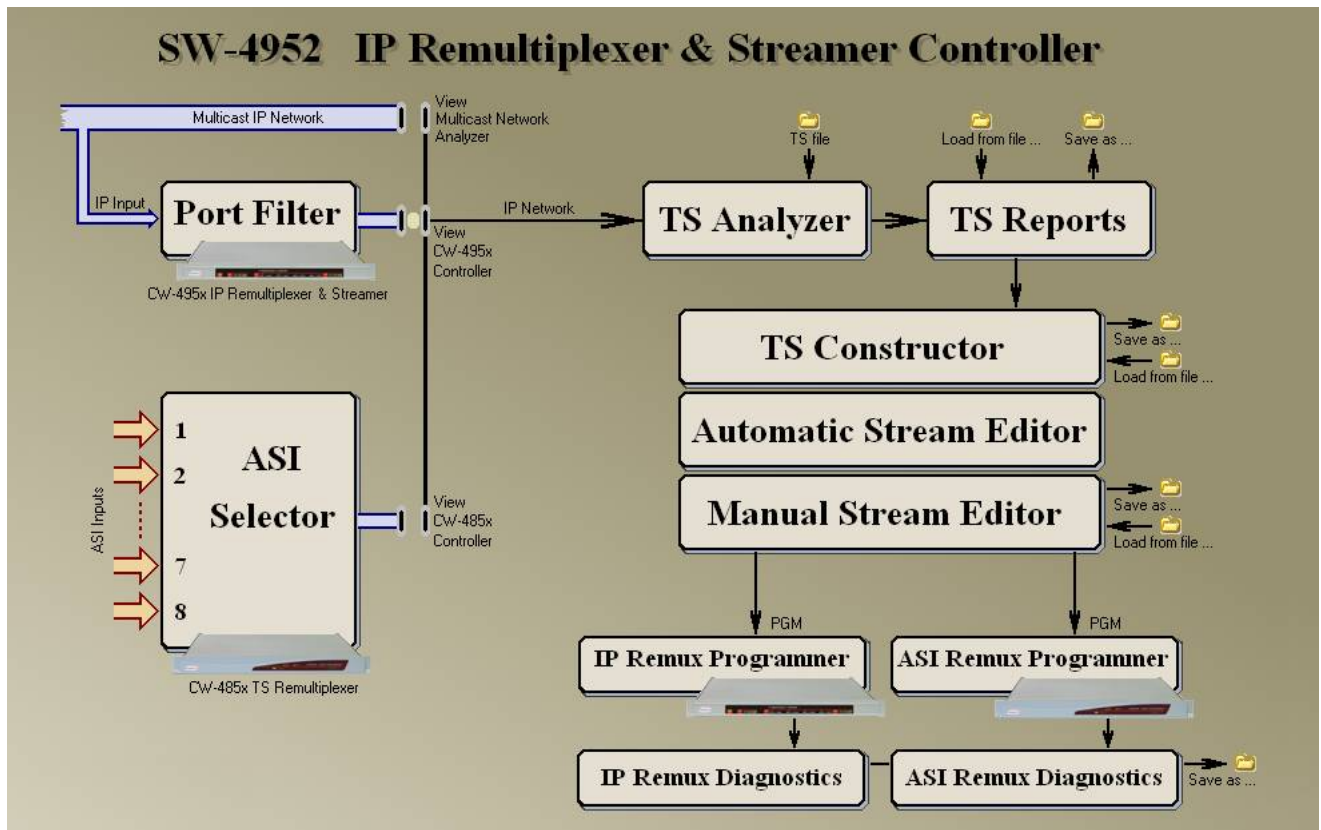 SW-4952 IP Remultiplexer & Streamer Controller
Multicast IP Network
View
Multicast Network
Analyzer
TS file
Load from file ...
Save as ...
IP Input
Port Filter
IP Network
TS Analyzer
TS Reports
View
CW-495x
Controller
CW-495x IP Remultiplexer & Streamer
TS Constructor
Save as ...
Load from file ...
Automatic Stream Editor
Manual Stream Editor
Save as ...
Load from file ...
ASI Inputs
1
2
7
8
ASI
Selector
View
CW-485x
Controller
CW-485x TS Remultiplexer
PGM
PGM
IP Remux Programmer
ASI Remux Programmer
IP Remux Diagnostics
ASI Remux Diagnostics
Save as ...